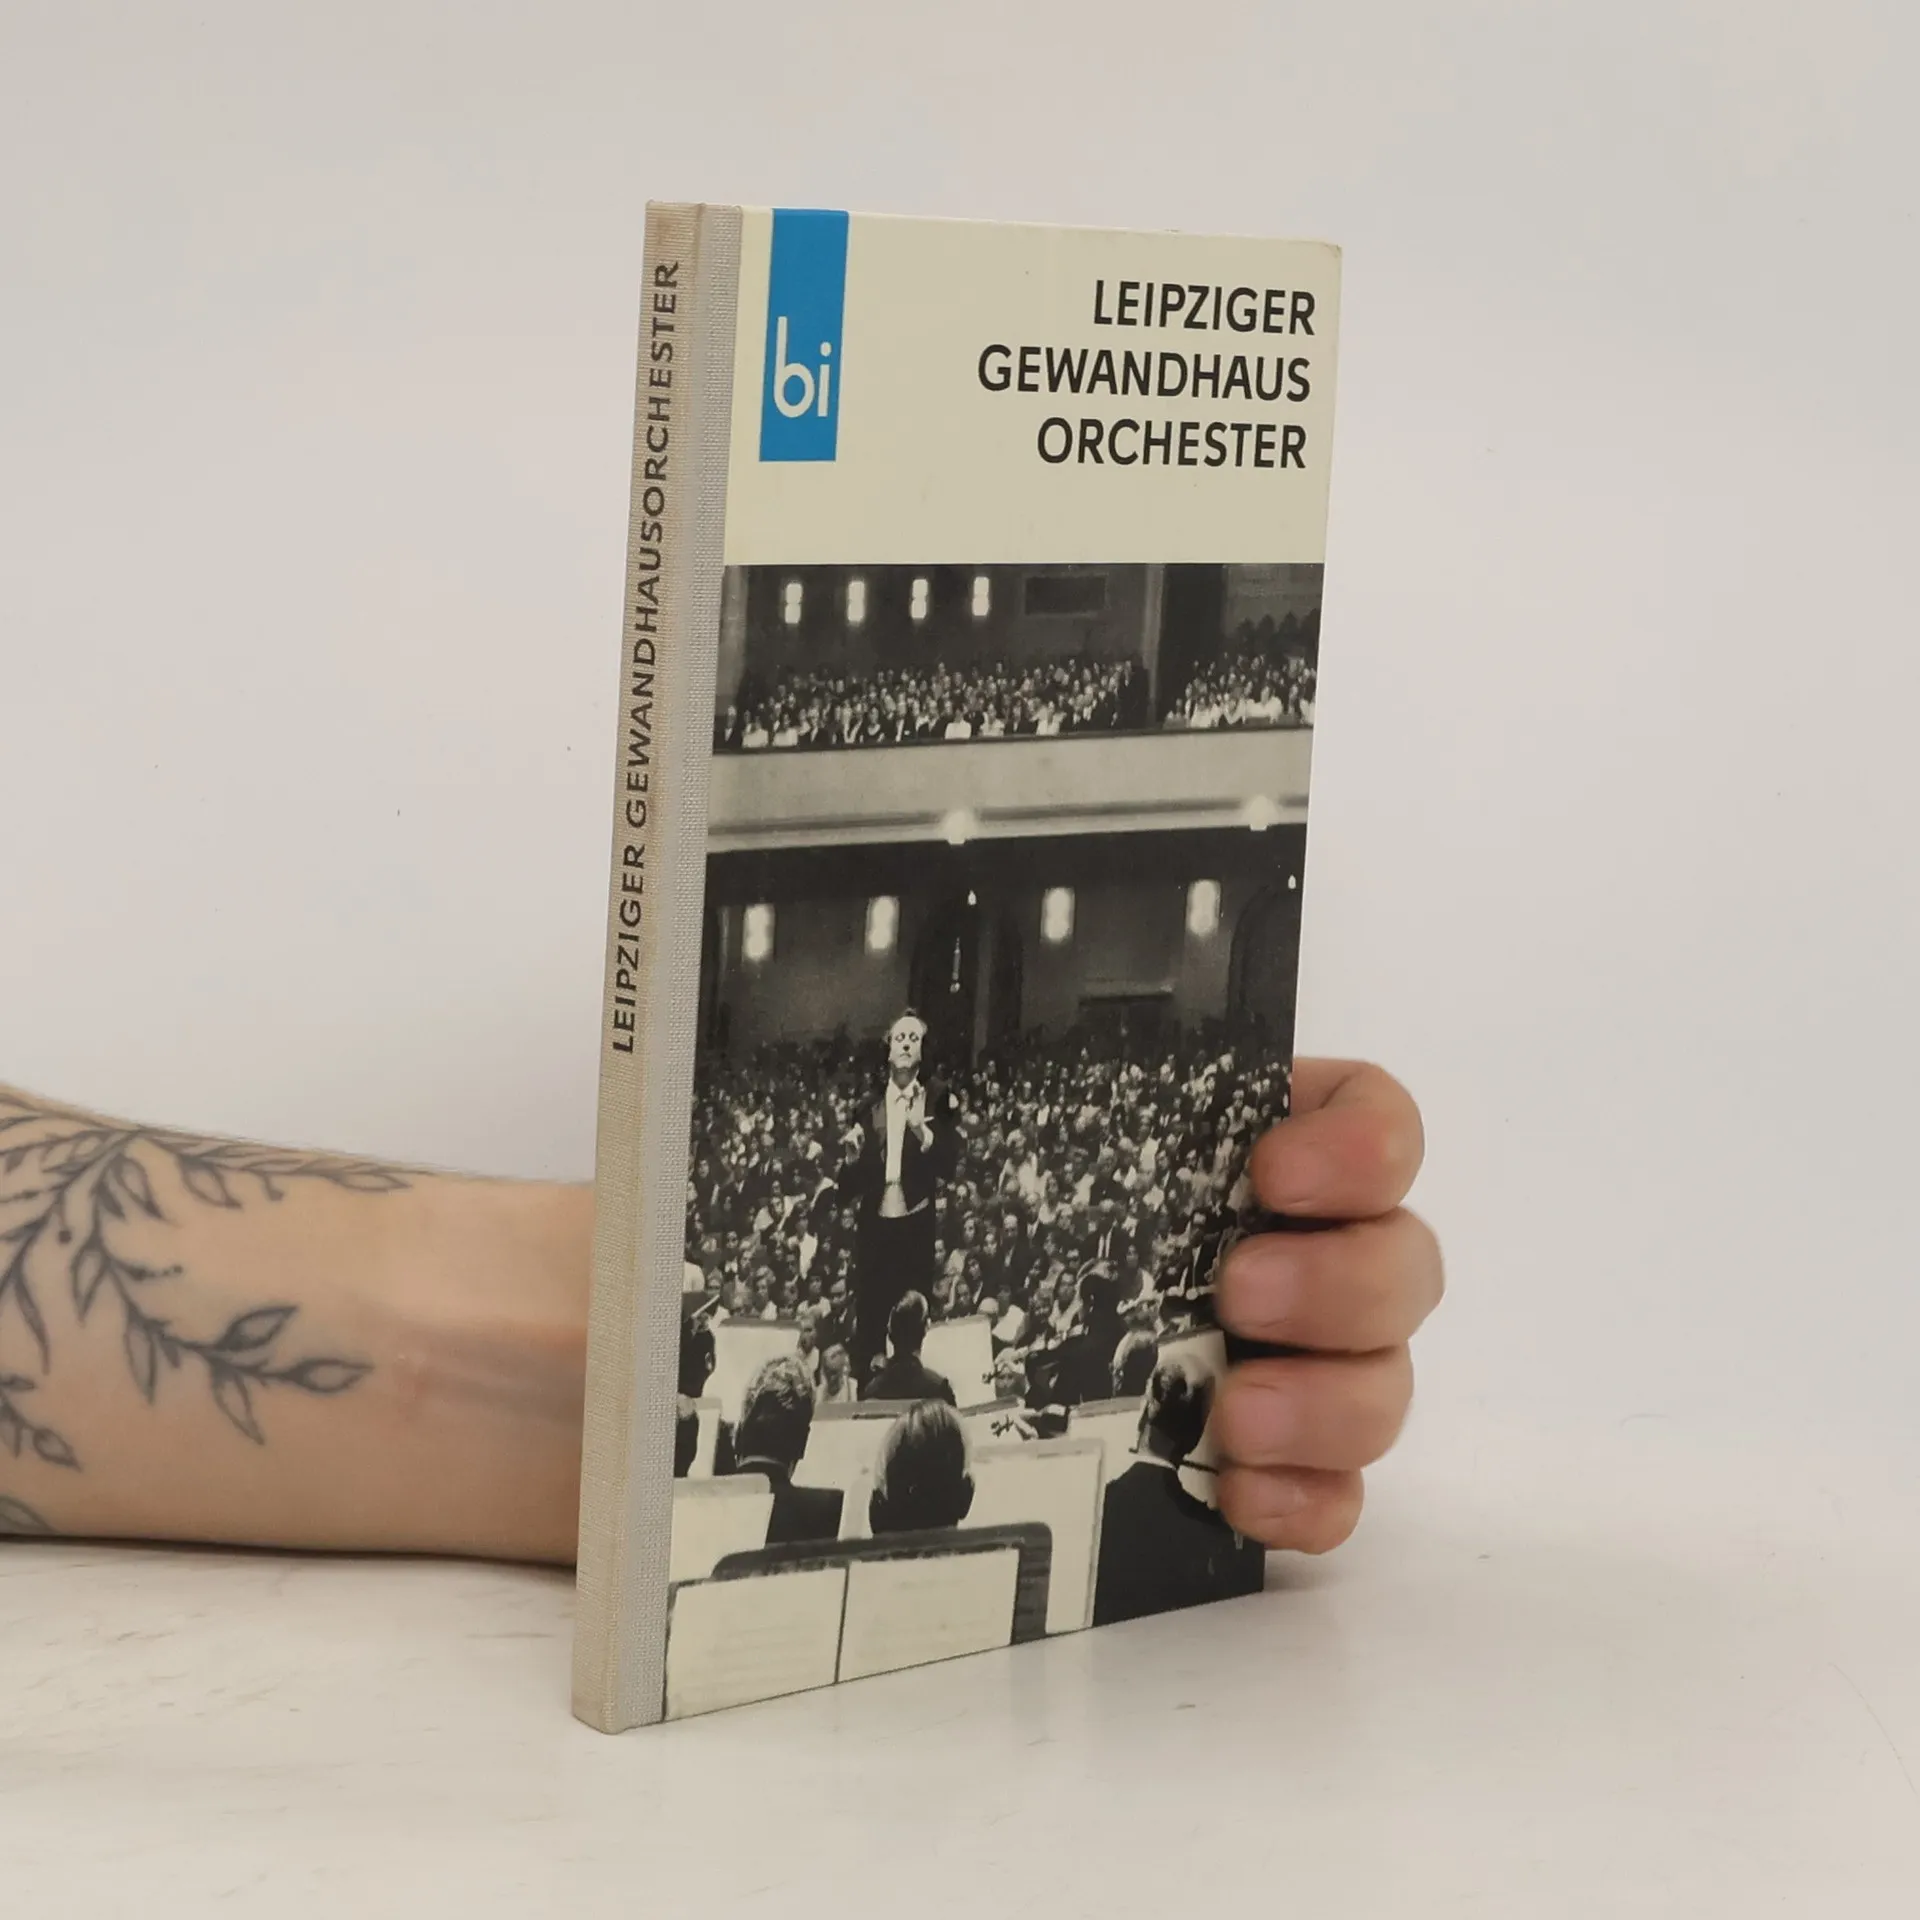 LEIPZIGER GEWANDHAUSORCHESTER
bi
LEIPZIGER
GEWANDHAUS
ORCHESTER